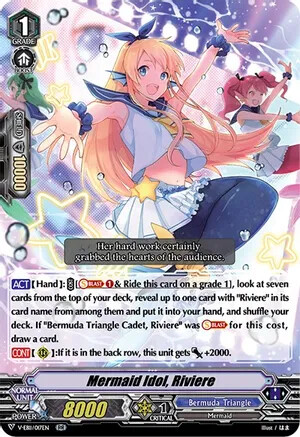 1
GRADE
BOOST
10000
Her hard work certainly
grabbed the hearts of the audience.
ACT [Hand]: [SOUL BLAST 1 & Ride this card on a grade 1], look at seven
cards from the top of your deck, reveal up to one card with "Riviere" in its
card name from among them and put it into your hand, and shuffle your
deck. If "Bermuda Triangle Cadet, Riviere" was SOUL BLAST for this cost,
draw a card.
CONT [ ]:If it is in the back row, this unit gets +2000.
NORMAL
UNIT
Mermaid Idol, Riviere
Bermuda Triangle
POWER
8000
1
CRITICAL
Mermaid
V-EB11/017EN
RR